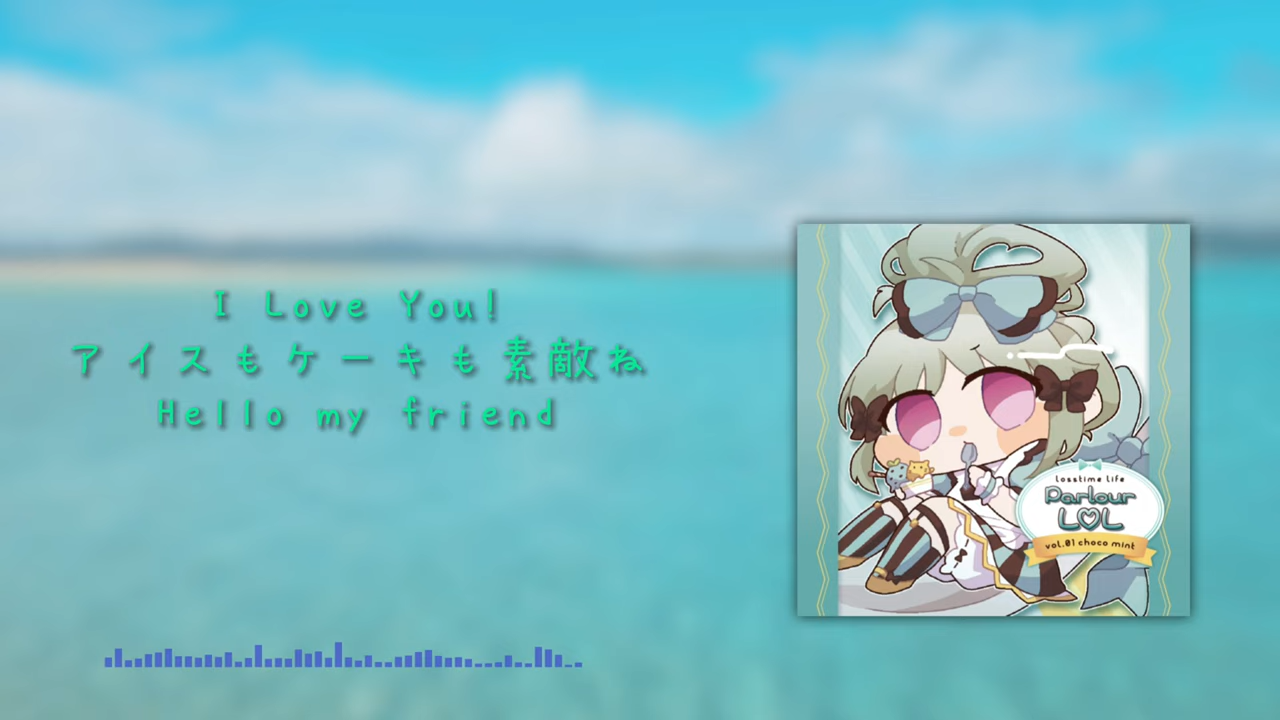 I Love You!
アイスもケーキも素敵ね
Hello my friend
losstime life
Parlour
LOL
vol.01 choco mint